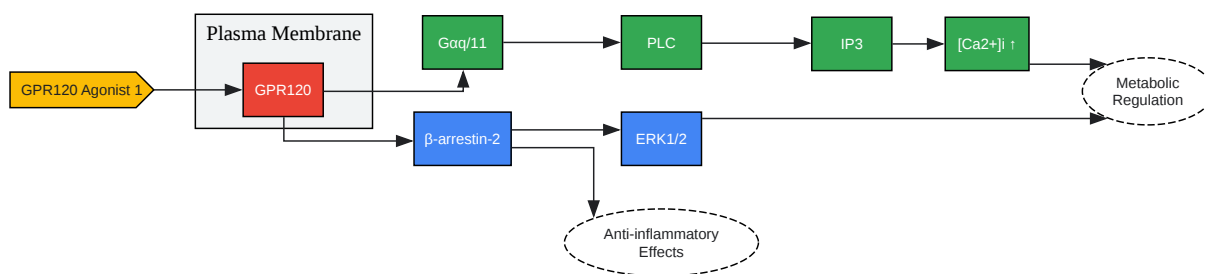 Plasma Membrane
GPR120 Agonist 1
GPR120
Gαq/11
PLC
IP3
[Ca2+]i ↑
Metabolic
Regulation
β-arrestin-2
ERK1/2
Anti-inflammatory
Effects